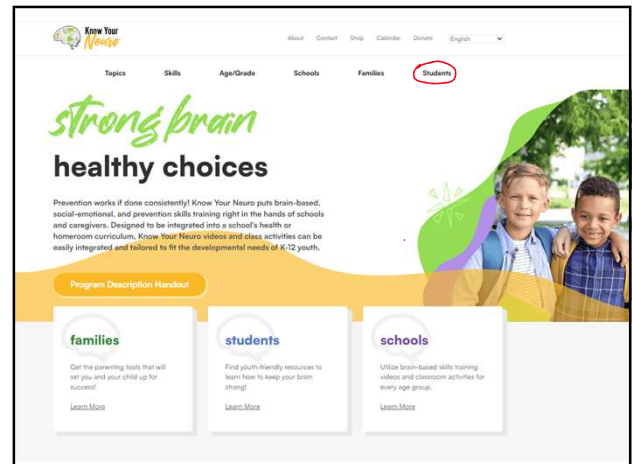 Know Your
Neuro
About Contact Shop Calendar Donate English
Topics Skills Age/Grade Schools Families Students
strong brain
healthy choices
Prevention works if done consistently! Know Your Neuro puts brain-based,
social-emotional, and prevention skills training right in the hands of schools
and caregivers. Designed to be integrated into a school's health or
homeroom curriculum, Know Your Neuro videos and class activities can be
easily integrated and tailored to fit the developmental needs of K-12 youth.
Program Description Handout
families
Get the parenting tools that will
set you and your child up for
success!
Learn More
students
Find youth-friendly resources to
learn how to keep your brain
strong!
Learn More
schools
Utilize brain-based skills training
videos and classroom activities for
every age group.
Learn More